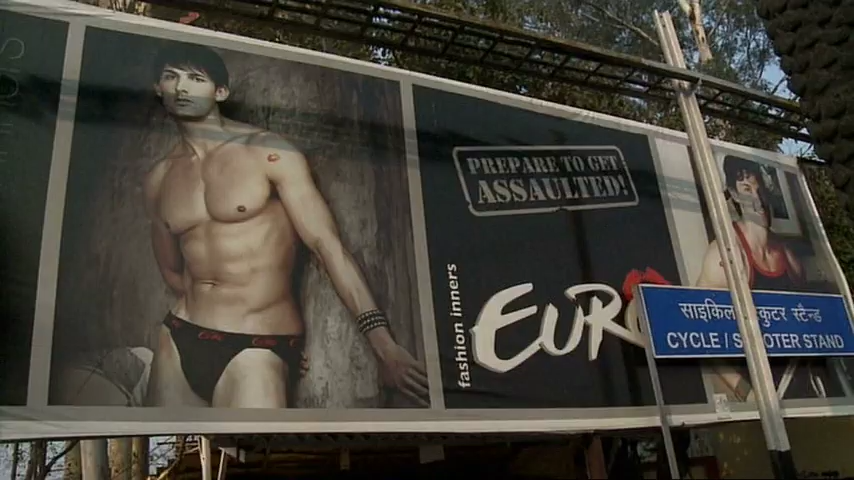 PREPARE TO GET
ASSAULTED!
fashion inners
EURO
साइकिल स्कूटर स्टैन्ड
CYCLE / SCOOTER STAND